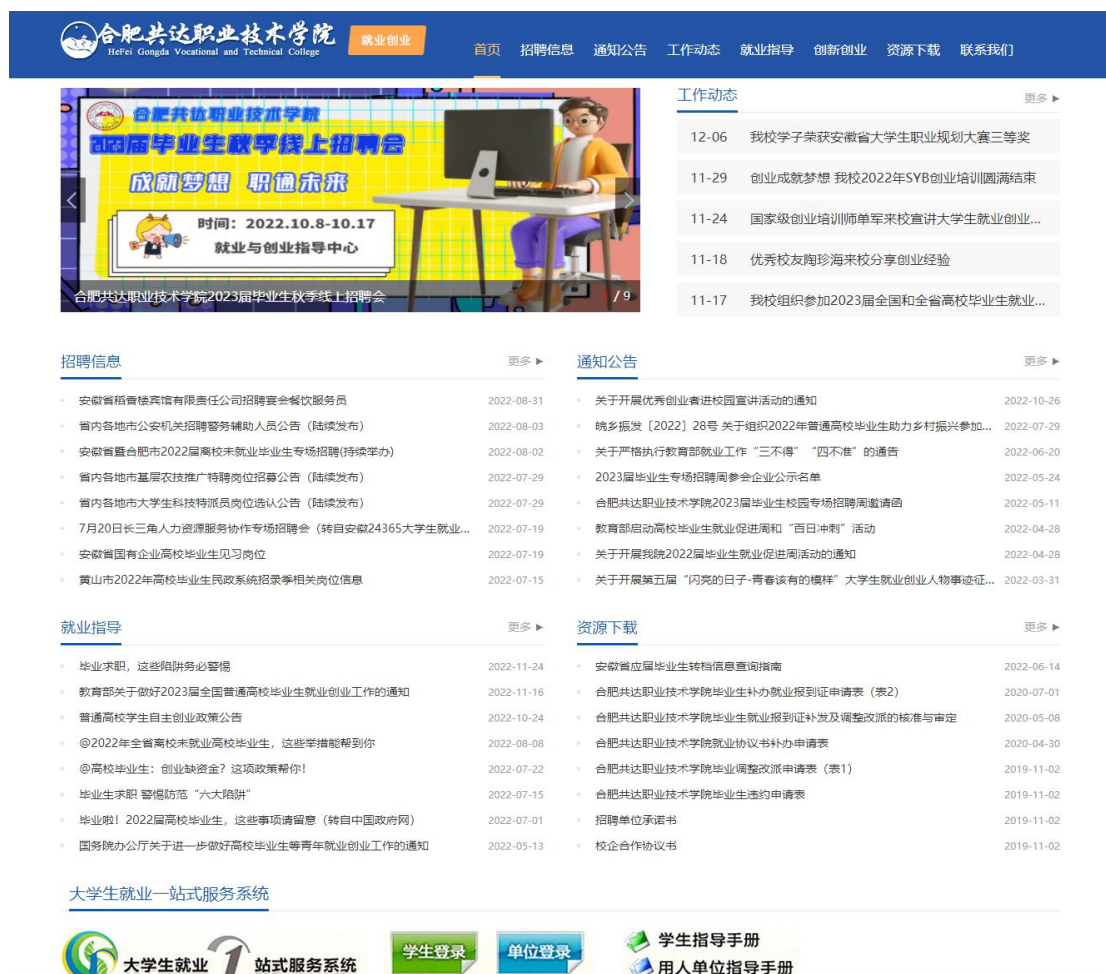 合肥共达职业技术学院
HeFei Gongda Vocational and Technical College
就业创业
首页 招聘信息 通知公告 工作动态 就业指导 创新创业 资源下载 联系我们
合肥共达职业技术学院
2023届毕业生秋季线上招聘会
成就梦想 职通未来
时间：2022.10.8-10.17
就业与创业指导中心
合肥共达职业技术学院2023届毕业生秋季线上招聘会
/ 9
工作动态 更多
12-06 我校学子荣获安徽省大学生职业规划大赛三等奖
11-29 创业成就梦想 我校2022年SYB创业培训圆满结束
11-24 国家级创业培训师单军来校宣讲大学生就业创业...
11-18 优秀校友陶珍海来校分享创业经验
11-17 我校组织参加2023届全国和全省高校毕业生就业...
招聘信息 更多
安徽省稻香楼宾馆有限责任公司招聘宴会餐饮服务员 2022-08-31
省内各地市公安机关招聘警务辅助人员公告（陆续发布） 2022-08-03
安徽省暨合肥市2022届离校未就业毕业生专场招聘(持续举办) 2022-08-02
省内各地市基层农技推广特聘岗位招募公告（陆续发布） 2022-07-29
省内各地市大学生科技特派员岗位选认公告（陆续发布） 2022-07-29
7月20日长三角人力资源服务协作专场招聘会（转自安徽24365大学生就业... 2022-07-19
安徽省国有企业高校毕业生见习岗位 2022-07-19
黄山市2022年高校毕业生民政系统招录季相关岗位信息 2022-07-15
通知公告 更多
关于开展优秀创业者进校园宣讲活动的通知 2022-10-26
皖乡振发〔2022〕28号 关于组织2022年普通高校毕业生助力乡村振兴参加... 2022-07-29
关于严格执行教育部就业工作“三不得” “四不准” 的通告 2022-06-20
2023届毕业生专场招聘周参会企业公示名单 2022-05-24
合肥共达职业技术学院2023届毕业生校园专场招聘周邀请函 2022-05-11
教育部启动高校毕业生就业促进周和“百日冲刺”活动 2022-04-28
关于开展我院2022届毕业生就业促进周活动的通知 2022-04-28
关于开展第五届“闪亮的日子-青春该有的模样”大学生就业创业人物事迹征... 2022-03-31
就业指导 更多
毕业求职，这些陷阱务必警惕 2022-11-24
教育部关于做好2023届全国普通高校毕业生就业创业工作的通知 2022-11-16
普通高校学生自主创业政策公告 2022-10-24
@2022年全省离校未就业高校毕业生，这些举措能帮到你 2022-08-08
@高校毕业生：创业缺资金？这项政策帮你！ 2022-07-22
毕业生求职 警惕防范“六大陷阱” 2022-07-15
毕业啦！2022届高校毕业生，这些事项请留意（转自中国政府网） 2022-07-01
国务院办公厅关于进一步做好高校毕业生等青年就业创业工作的通知 2022-05-13
资源下载 更多
安徽省应届毕业生转档信息查询指南 2022-06-14
合肥共达职业技术学院毕业生补办就业报到证申请表（表2） 2020-07-01
合肥共达职业技术学院毕业生就业报到证补发及调整改派的核准与审定 2020-05-08
合肥共达职业技术学院就业协议书补办申请表 2020-04-30
合肥共达职业技术学院毕业调整改派申请表（表1） 2019-11-02
合肥共达职业技术学院毕业生违约申请表 2019-11-02
招聘单位承诺书 2019-11-02
校企合作协议书 2019-11-02
大学生就业一站式服务系统
大学生就业 1 站式服务系统
学生登录
单位登录
学生指导手册
用人单位指导手册